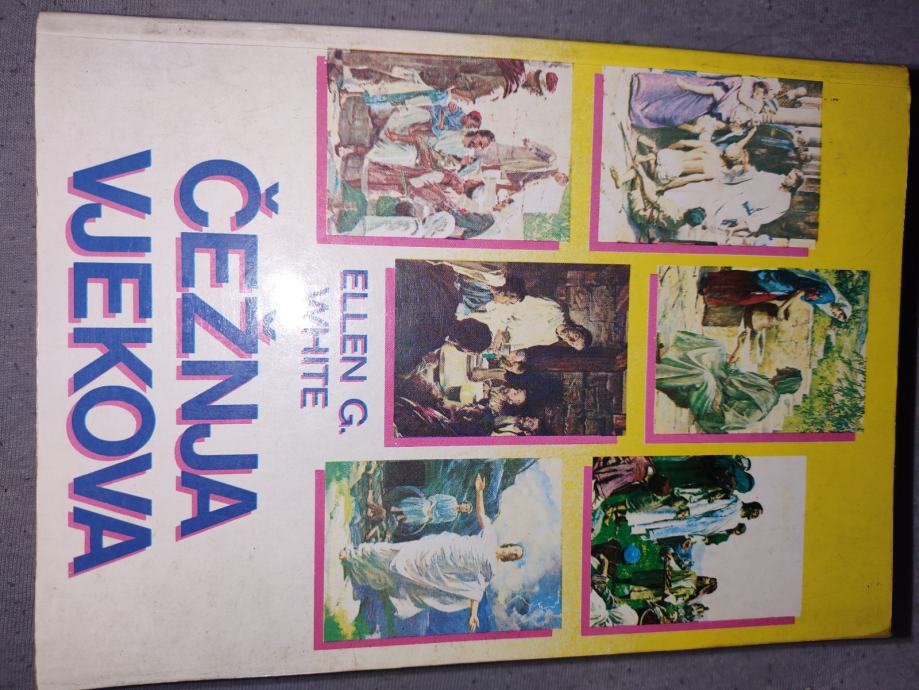 ELLEN G.
WHITE
ČEŽNJA
VJEKOVA